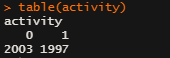 > table(activity)
activity
   0    1
2003 1997